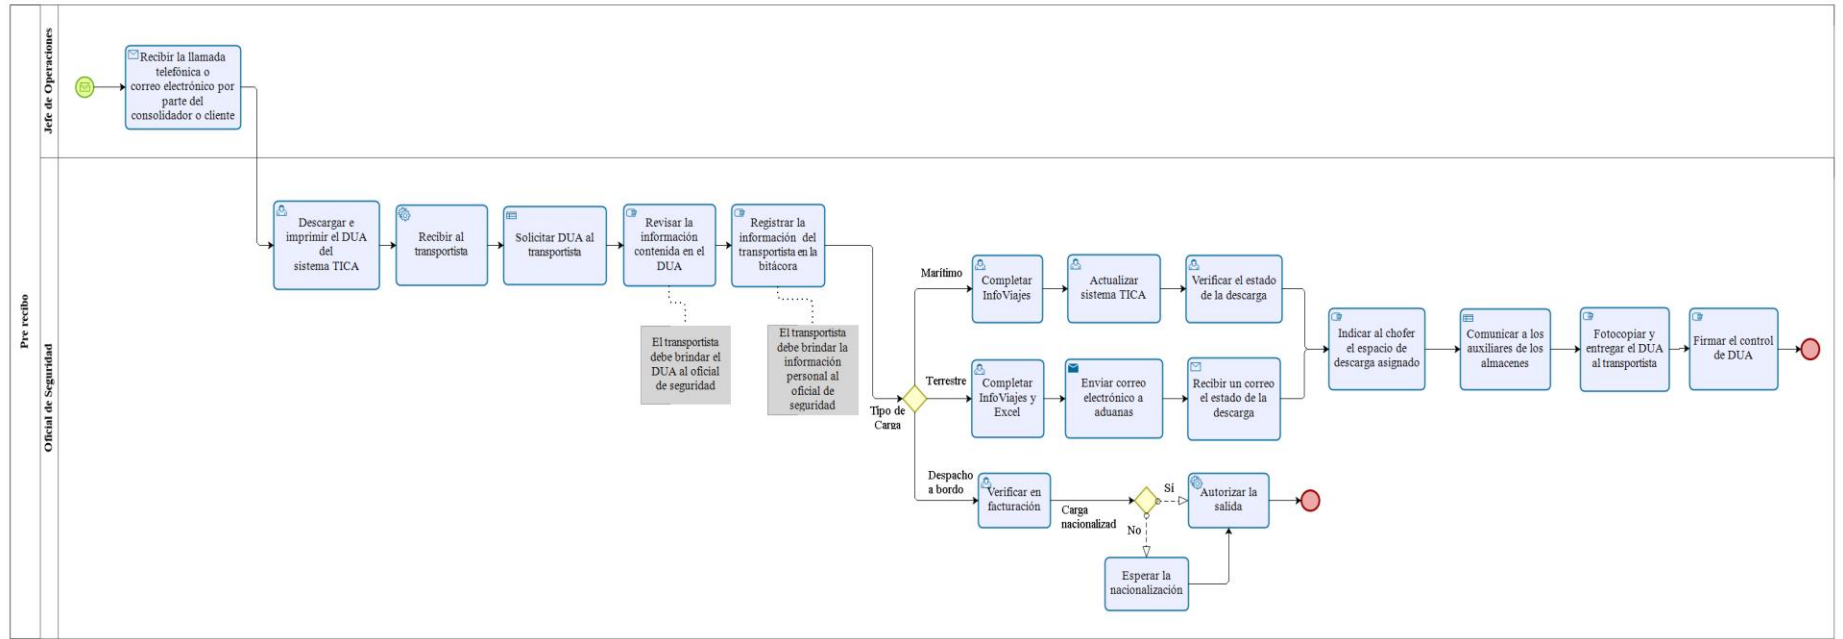 Pre recibo
Jefe de Operaciones
Recibir la llamada
telefónica o
correo electrónico por
parte del
consolidador o cliente
Oficial de Seguridad
Descargar e
imprimir el DUA
del
sistema TICA
Recibir al
transportista
Solicitar DUA al
transportista
Revisar la
información
contenida en el
DUA
Registrar la
información del
transportista en la
bitácora
El transportista
debe brindar el
DUA al oficial
de seguridad
El transportista
debe brindar la
información
personal al
oficial de
seguridad
Tipo de
Carga
Marítimo
Completar
InfoViajes
Actualizar
sistema TICA
Verificar el estado
de la descarga
Terrestre
Completar
InfoViajes y
Excel
Enviar correo
electrónico a
aduanas
Recibir un correo
el estado de la
descarga
Despacho
a bordo
Verificar en
facturación
Carga
nacionalizad
Sí
No
Autorizar la
salida
Esperar la
nacionalización
Indicar al chofer
el espacio de
descarga asignado
Comunicar a los
auxiliares de los
almacenes
Fotocopiar y
entregar el DUA
al transportista
Firmar el control
de DUA